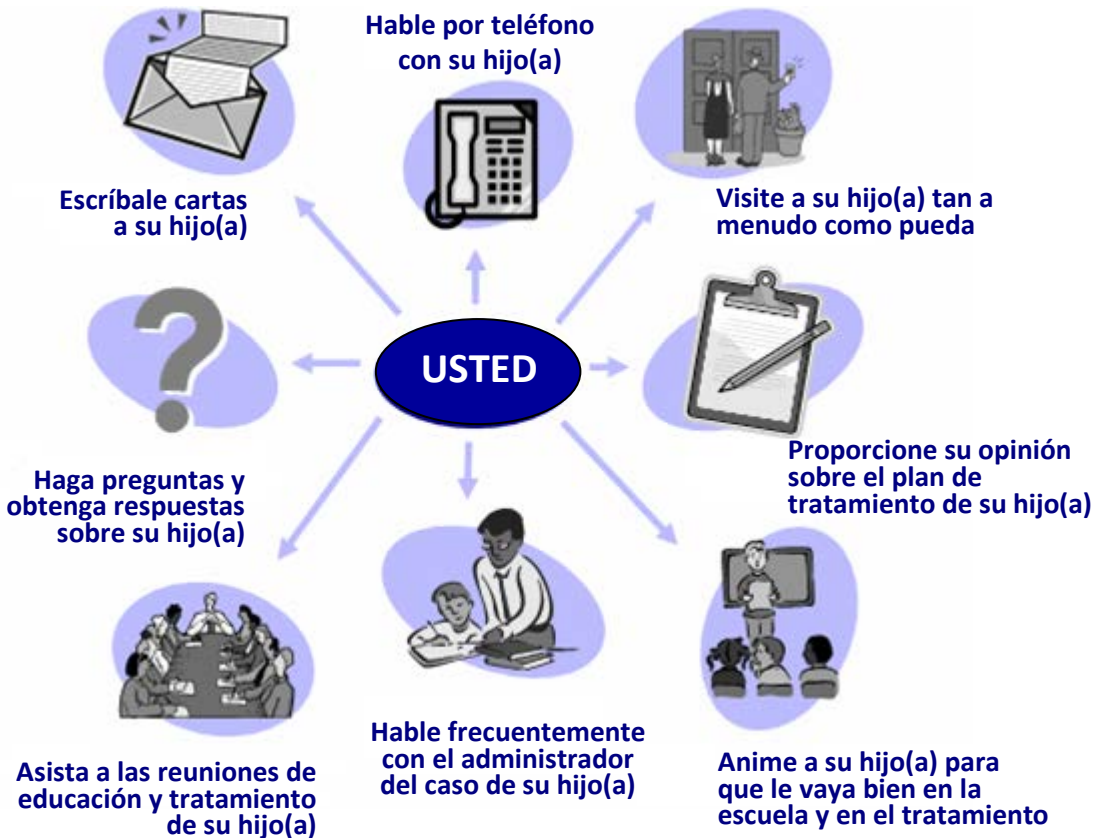 Hable por teléfono
con su hijo(a)
Escríbale cartas
a su hijo(a)
Visite a su hijo(a) tan a
menudo como pueda
USTED
Haga preguntas y
obtenga respuestas
sobre su hijo(a)
Proporcione su opinión
sobre el plan de
tratamiento de su hijo(a)
Asista a las reuniones de
educación y tratamiento
de su hijo(a)
Hable frecuentemente
con el administrador
del caso de su hijo(a)
Anime a su hijo(a) para
que le vaya bien en la
escuela y en el tratamiento